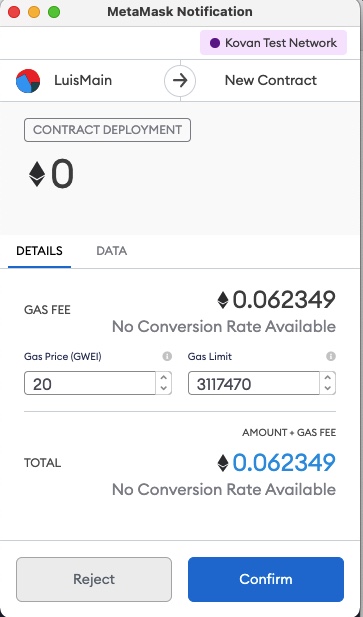 MetaMask Notification
Kovan Test Network
LuisMain
New Contract
CONTRACT DEPLOYMENT
0
DETAILS
DATA
GAS FEE
0.062349
No Conversion Rate Available
Gas Price (GWEI)
Gas Limit
20
3117470
AMOUNT + GAS FEE
TOTAL
0.062349
No Conversion Rate Available
Reject
Confirm